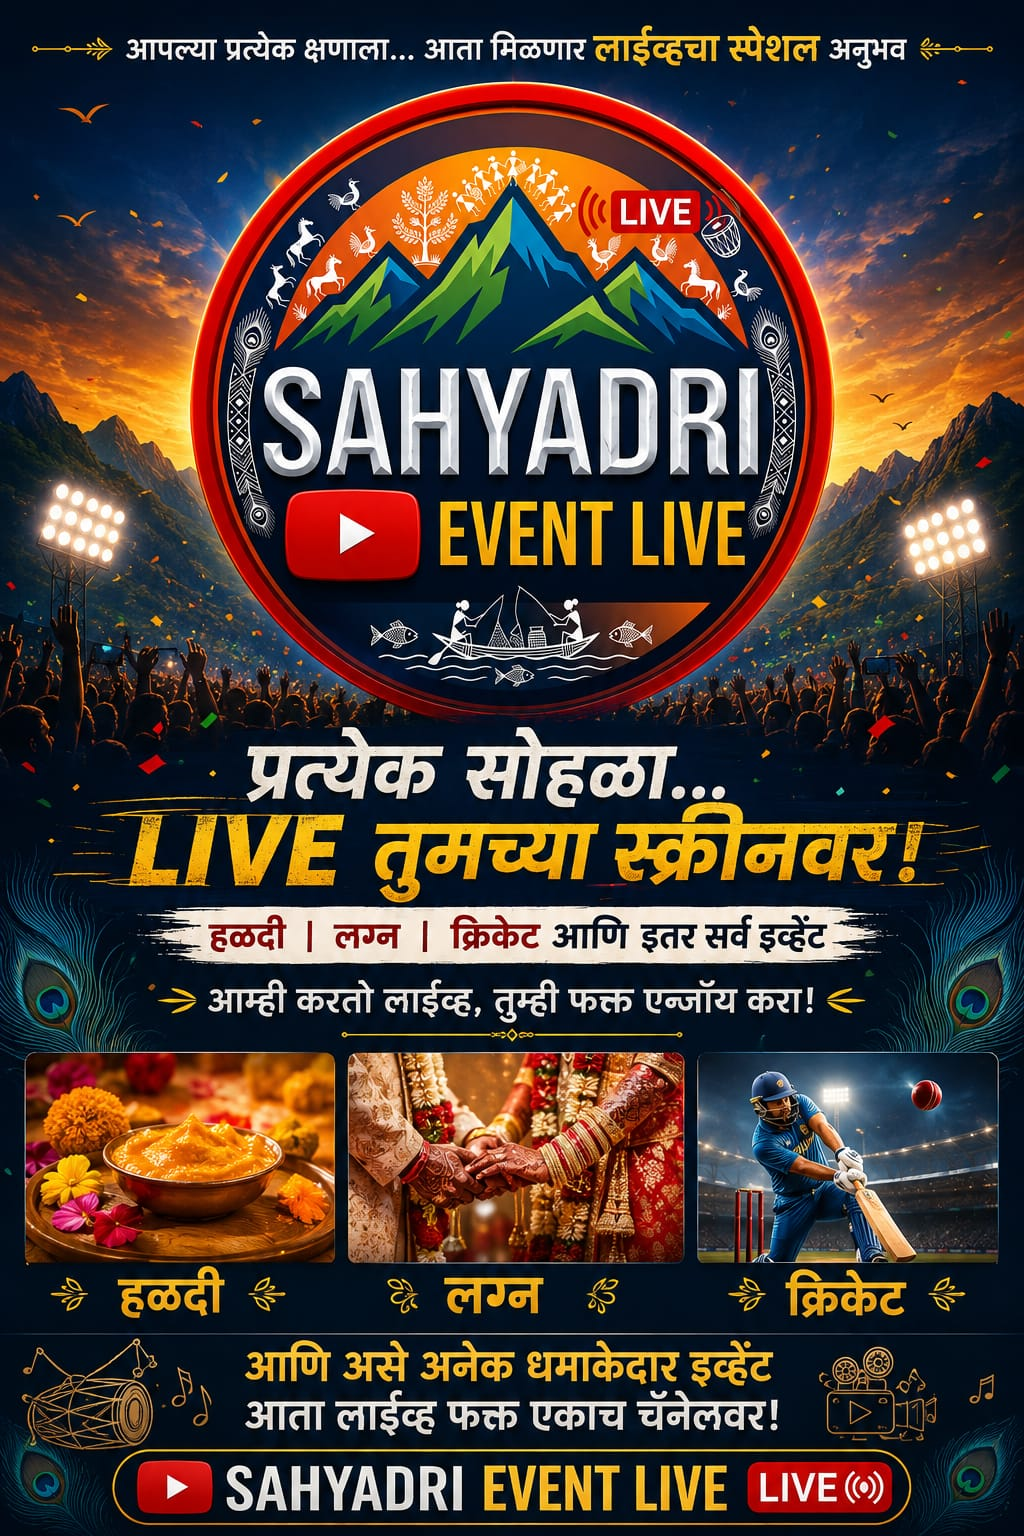 आपल्या प्रत्येक क्षणाला... आता मिळणार लाईव्हचा स्पेशल अनुभव
LIVE
SAHYADRI
EVENT LIVE
प्रत्येक सोहळा...
LIVE तुमच्या स्क्रीनवर!
हळदी | लग्न | क्रिकेट आणि इतर सर्व इव्हेंट
आम्ही करतो लाईव्ह, तुम्ही फक्त एन्जॉय करा!
हळदी
लग्न
क्रिकेट
आणि असे अनेक धमाकेदार इव्हेंट
आता लाईव्ह फक्त एकाच चॅनेलवर!
SAHYADRI EVENT LIVE LIVE